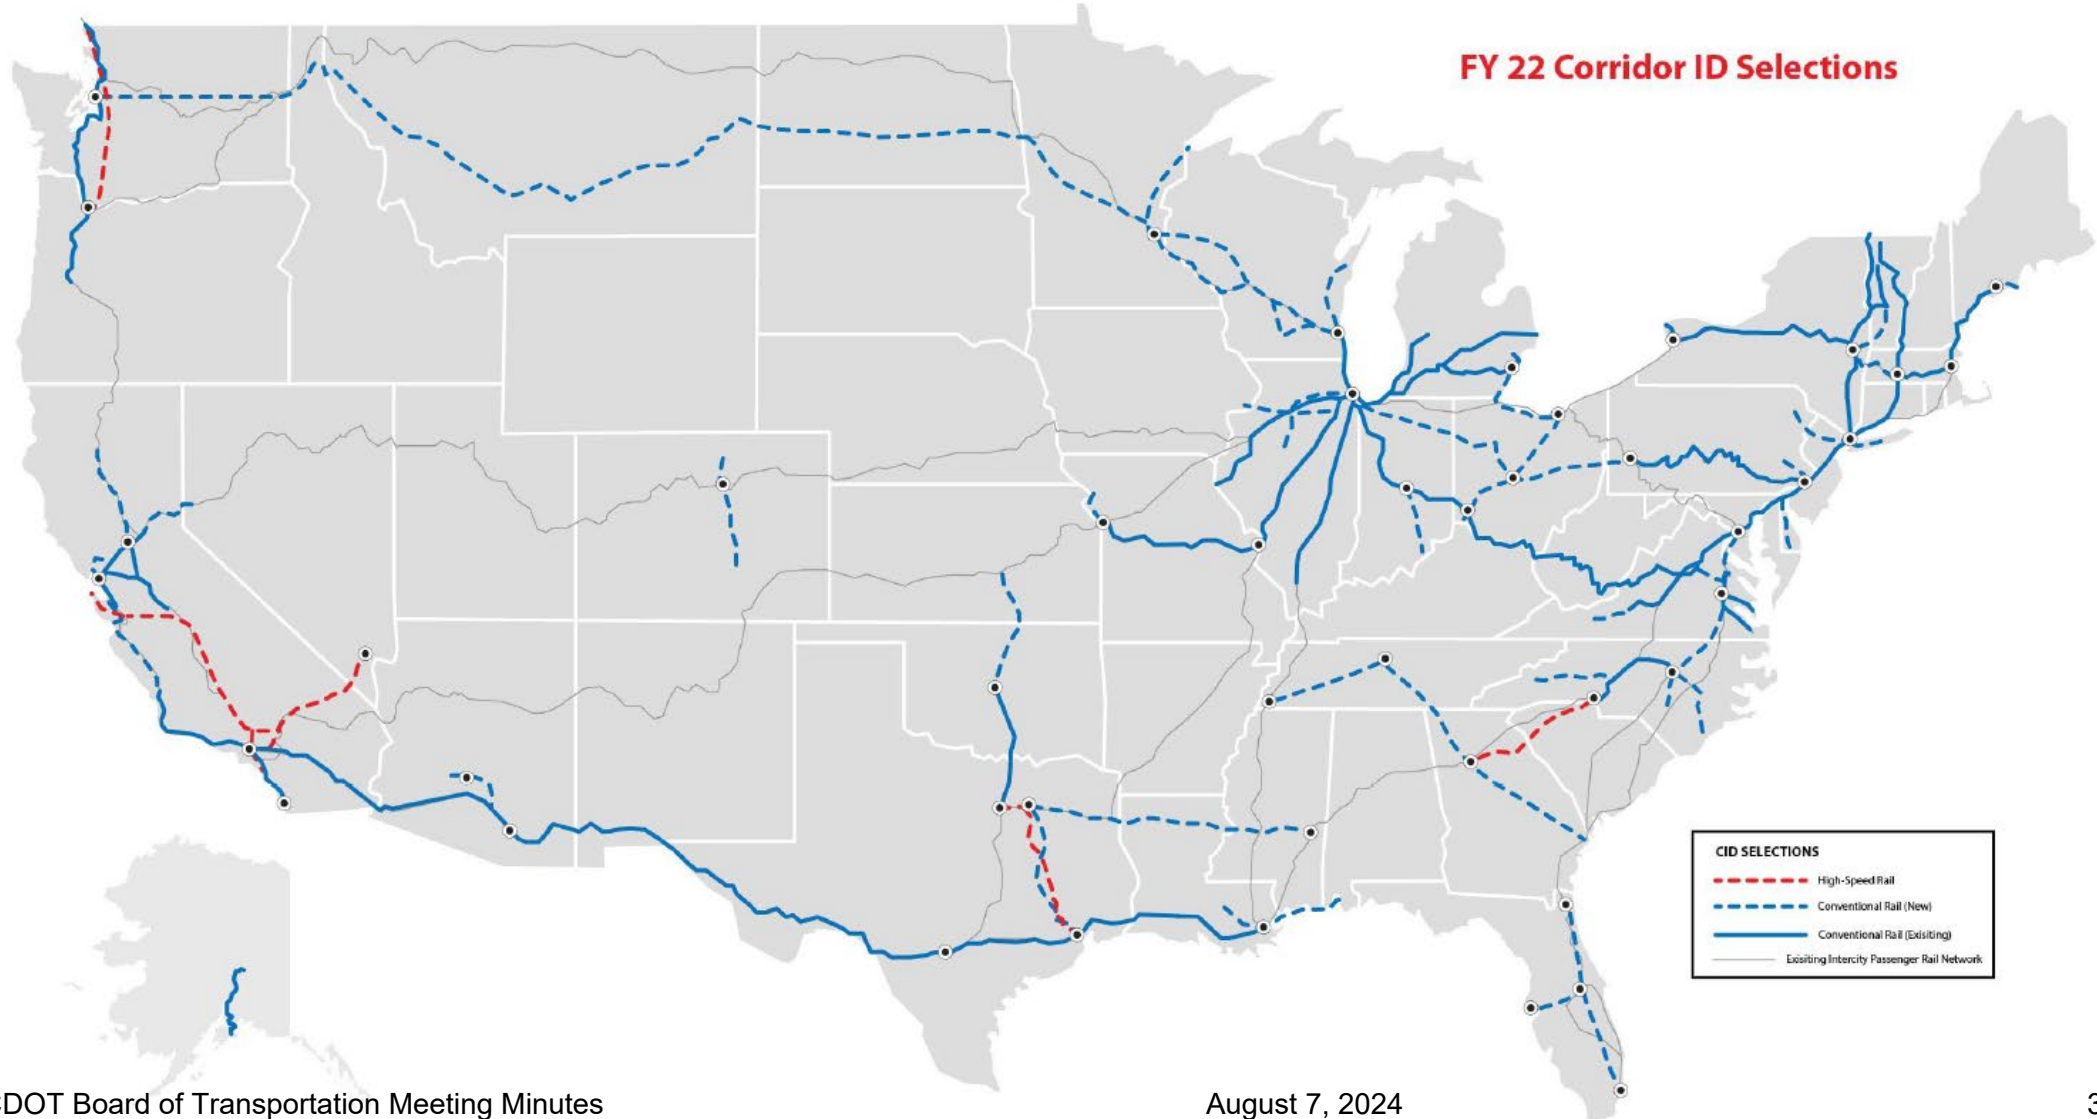 FY 22 Corridor ID Selections
CID SELECTIONS
High-Speed Rail
Conventional Rail (New)
Conventional Rail (Exisiting)
Exisiting Intercity Passenger Rail Network
DOT Board of Transportation Meeting Minutes
August 7, 2024